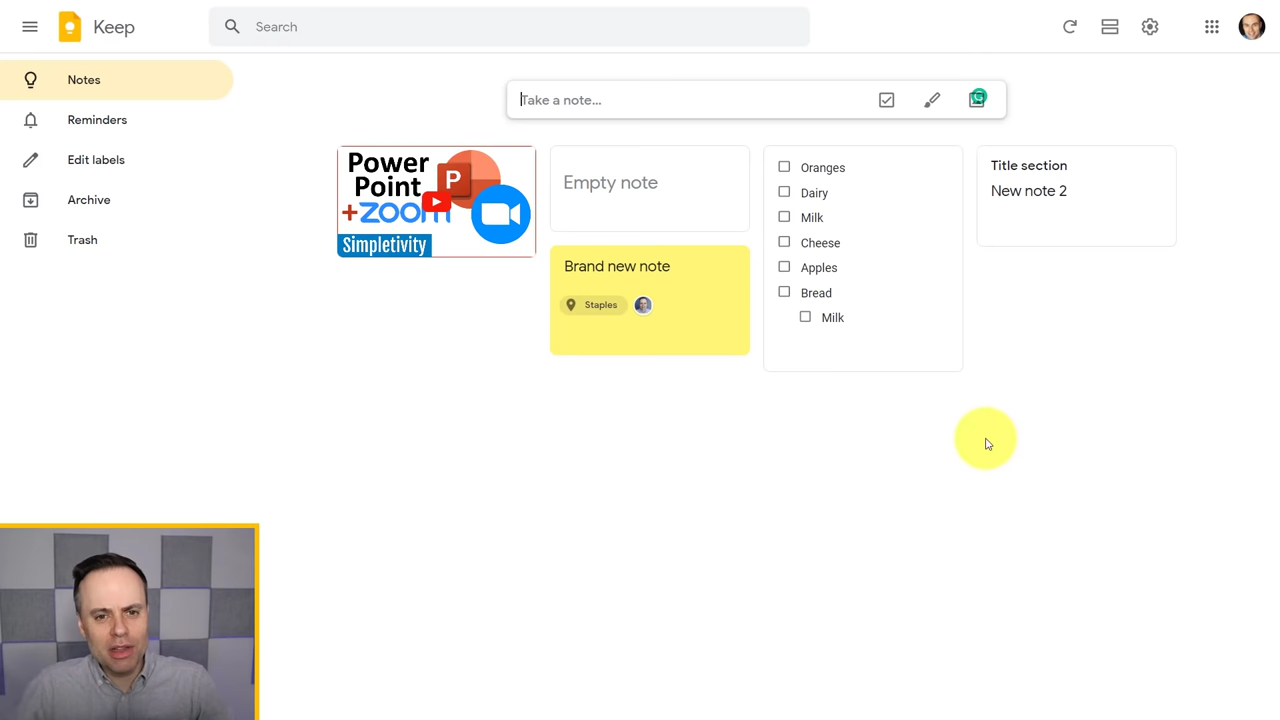 Keep
Search
Notes
Reminders
Edit labels
Archive
Trash
Take a note...
Power
Point
P
+ZOOM
Simpletivity
Empty note
Brand new note
Staples
Oranges
Dairy
Milk
Cheese
Apples
Bread
Milk
Title section
New note 2